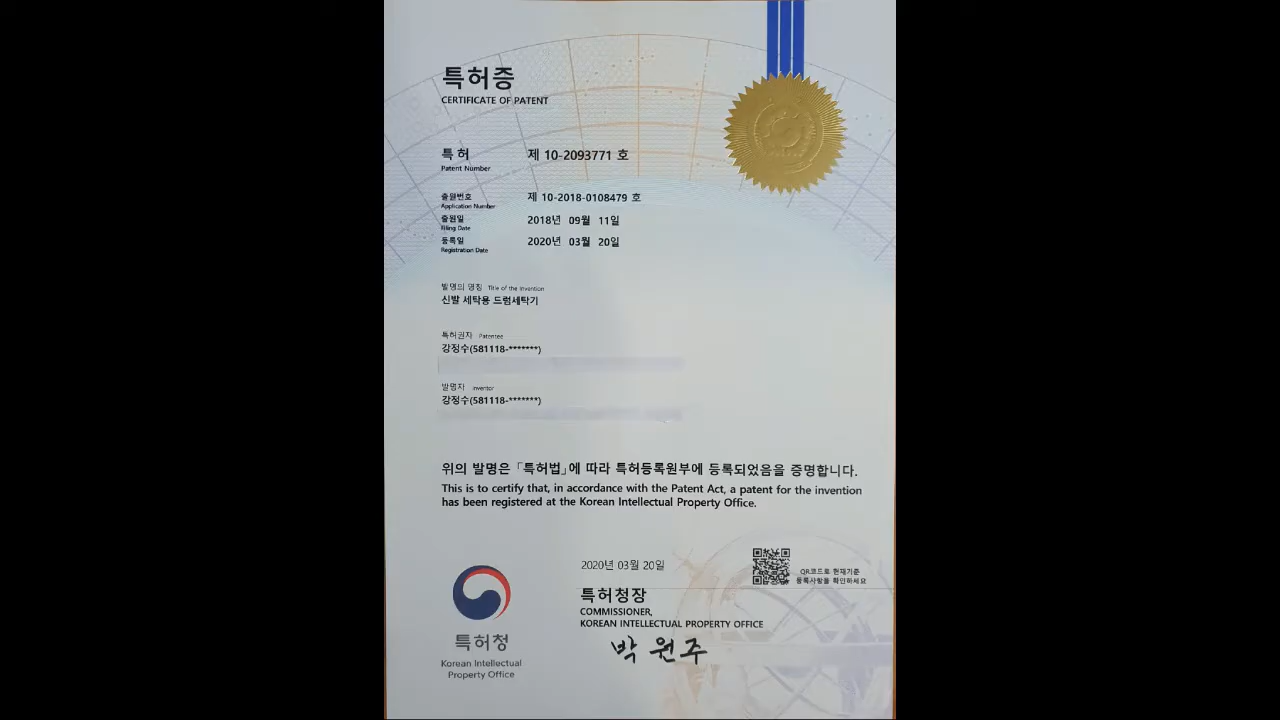 특허증
CERTIFICATE OF PATENT
특허 제 10-2093771 호
Patent Number
출원번호 제 10-2018-0108479 호
Application Number
출원일 2018년 09월 11일
Filing Date
등록일 2020년 03월 20일
Registration Date
발명의 명칭 Title of the Invention
신발 세탁용 드럼세탁기
특허권자 Patentee
강정수(581118-*******)
발명자 Inventor
강정수(581118-*******)
위의 발명은 「특허법」에 따라 특허등록원부에 등록되었음을 증명합니다.
This is to certify that, in accordance with the Patent Act, a patent for the invention
has been registered at the Korean Intellectual Property Office.
2020년 03월 20일
QR코드로 현재기준
등록사항을 확인하세요
특허청장
COMMISSIONER,
KOREAN INTELLECTUAL PROPERTY OFFICE
박원주
특허청
Korean Intellectual
Property Office